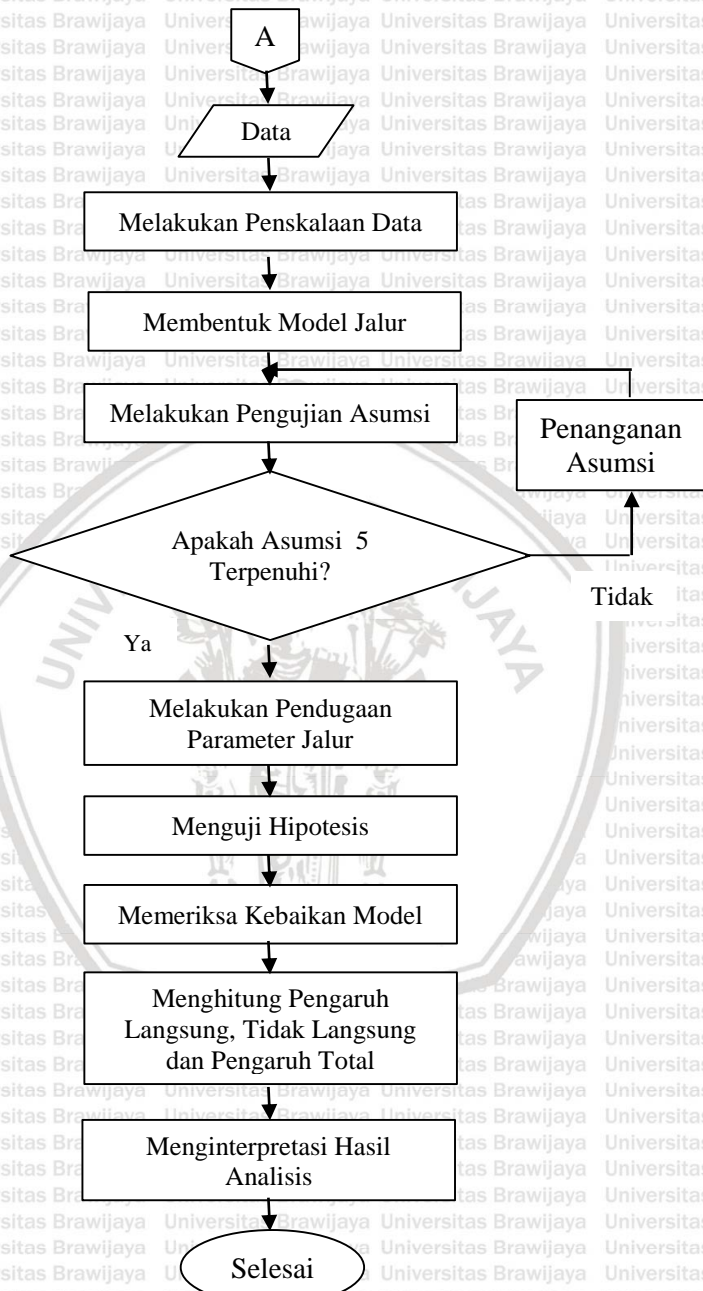 A
Data
Melakukan Penskalaan Data
Membentuk Model Jalur
Melakukan Pengujian Asumsi
Penanganan
Asumsi
Apakah Asumsi 5
Terpenuhi?
Tidak
Ya
Melakukan Pendugaan
Parameter Jalur
Menguji Hipotesis
Memeriksa Kebaikan Model
Menghitung Pengaruh
Langsung, Tidak Langsung
dan Pengaruh Total
Menginterpretasi Hasil
Analisis
Selesai